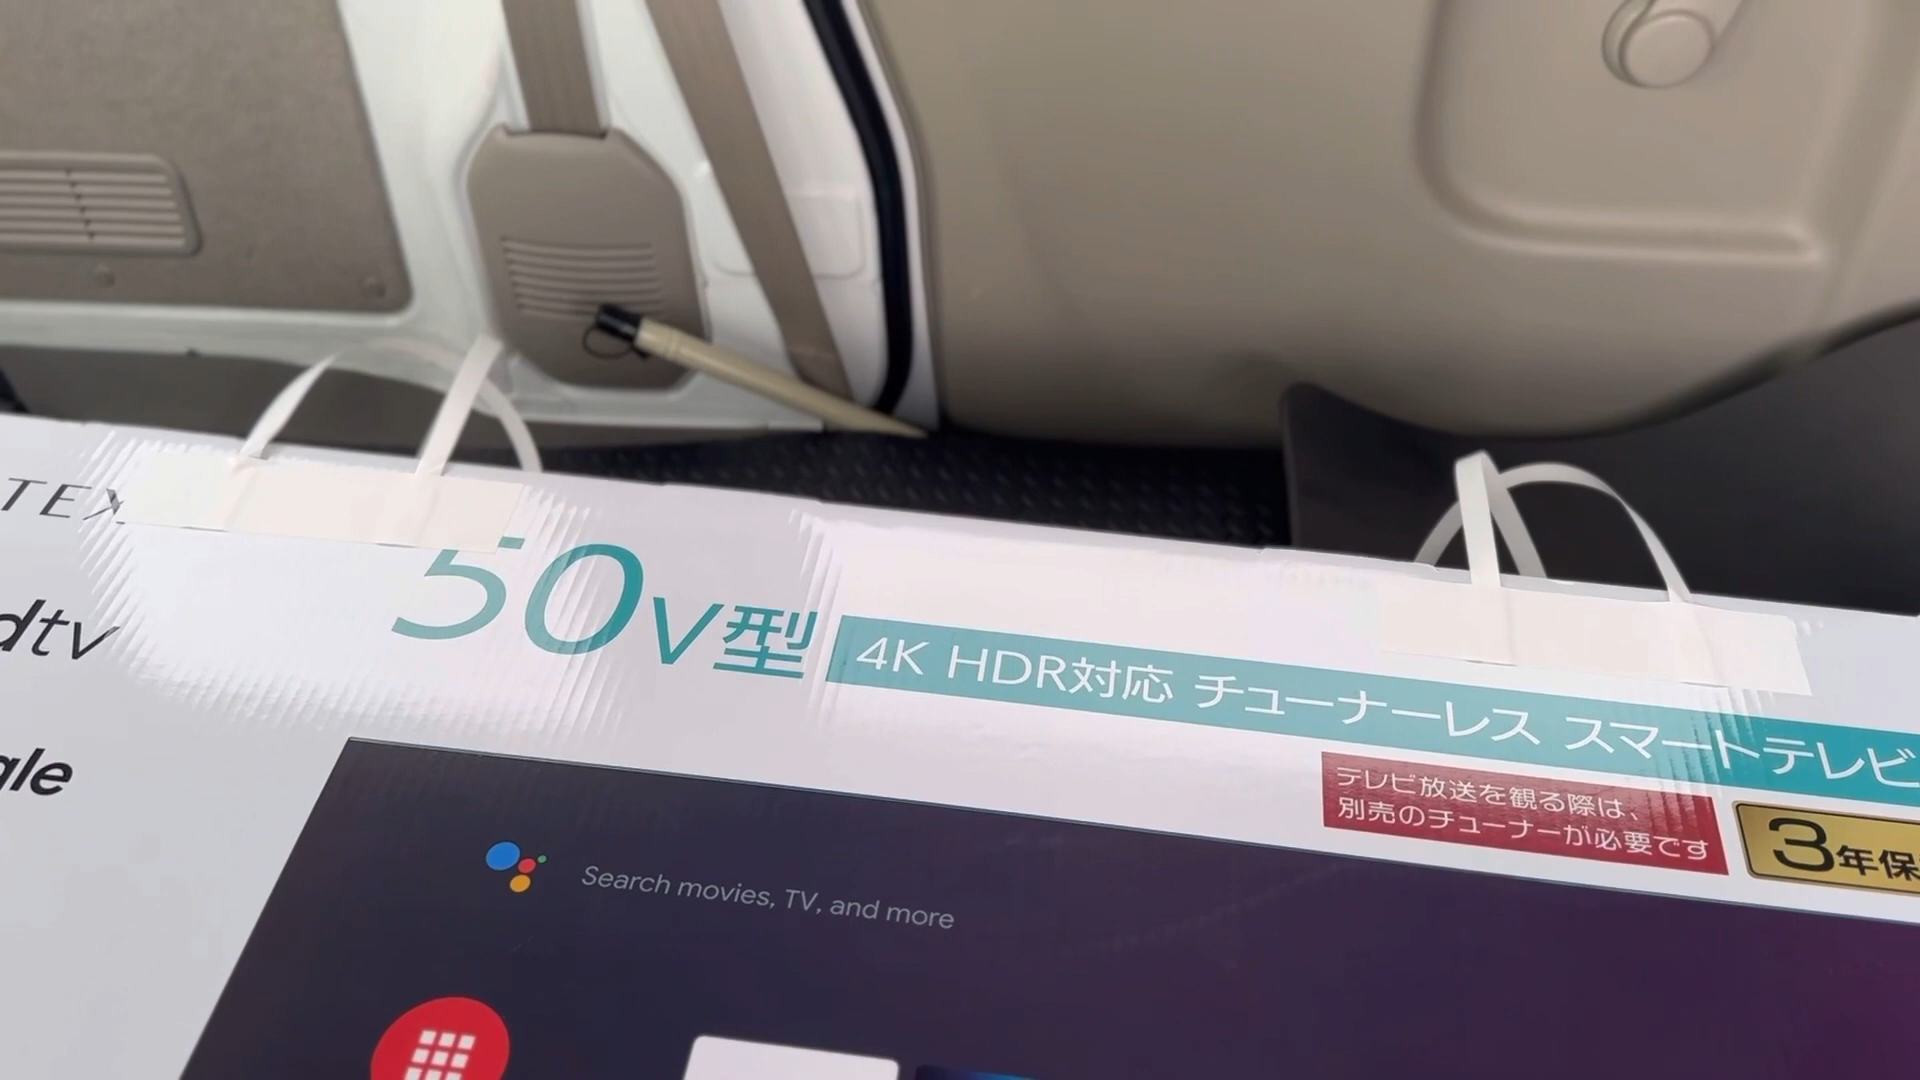 TEX
50V型
4K HDR対応 チューナーレス スマートテレビ
dtv
テレビ放送を観る際は、
別売のチューナーが必要です
3年保
gle
Search movies, TV, and more